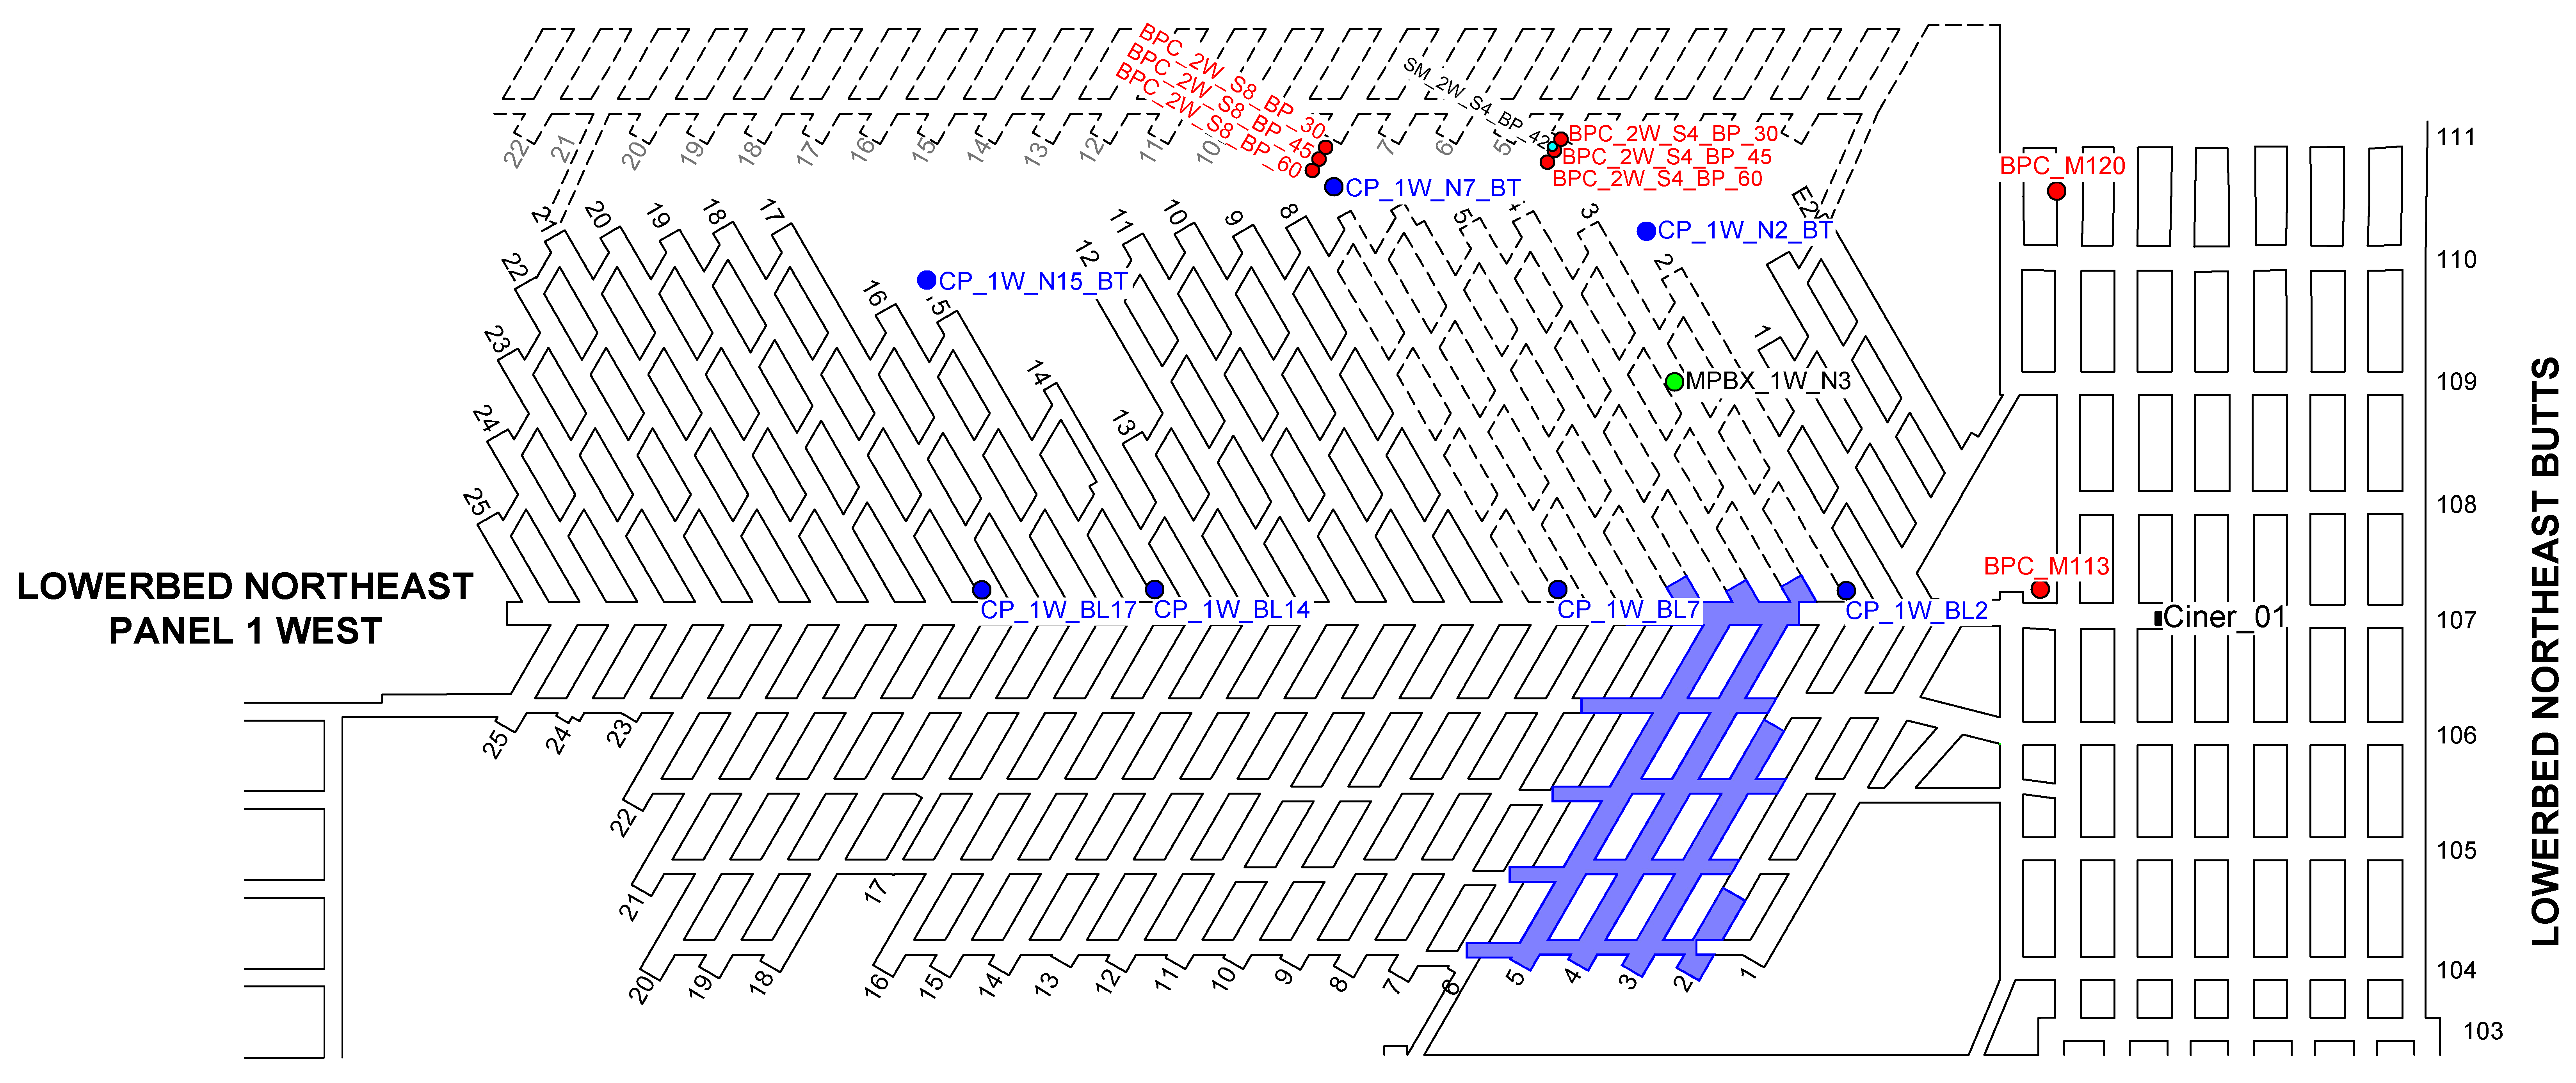 BPC_2W_S8_BP_30
BPC_2W_S8_BP_45
BPC_2W_S8_BP_60
SM_2W_S4_BP_42
BPC_2W_S4_BP_30
BPC_2W_S4_BP_45
BPC_2W_S4_BP_60
22 21 20 19 18 17 16 15 14 13 12 11 10 7 6 5
CP_1W_N7_BT
CP_1W_N2_BT
CP_1W_N15_BT
BPC_M120
111
110
109
108
107
106
105
104
103
21 20 19 18 17 12 11 10 9 8 5 4 3 2 E2
22 16 15
23 14 1
24 13
25
MPBX_1W_N3
BPC_M113
LOWERBED NORTHEAST
PANEL 1 WEST
CP_1W_BL17
CP_1W_BL14
CP_1W_BL7
CP_1W_BL2
Ciner_01
LOWERBED NORTHEAST BUTTS
25 24 23
22
21 17
20 19 18 16 15 14 13 12 11 10 9 8 7 6 5 4 3 2 1